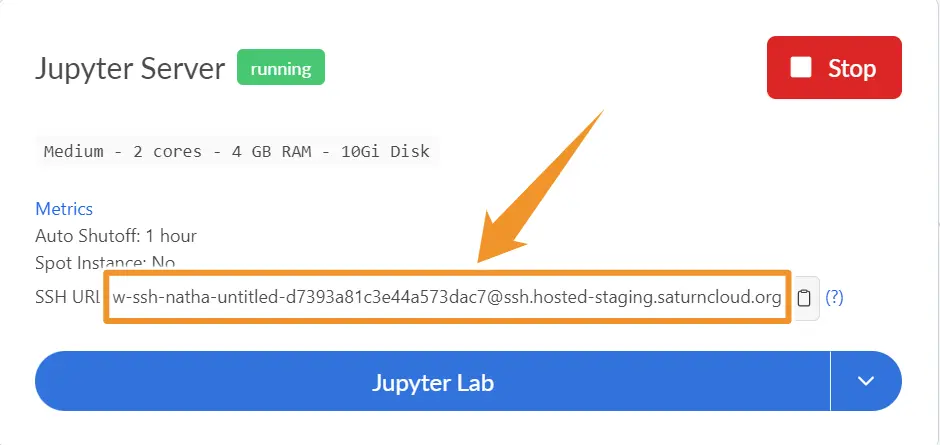 Jupyter Server running
Stop
Medium - 2 cores - 4 GB RAM - 10Gi Disk
Metrics
Auto Shutoff: 1 hour
Spot Instance: No
SSH URL w-ssh-natha-untitled-d7393a81c3e44a573dac7@ssh.hosted-staging.saturncloud.org (?)
Jupyter Lab